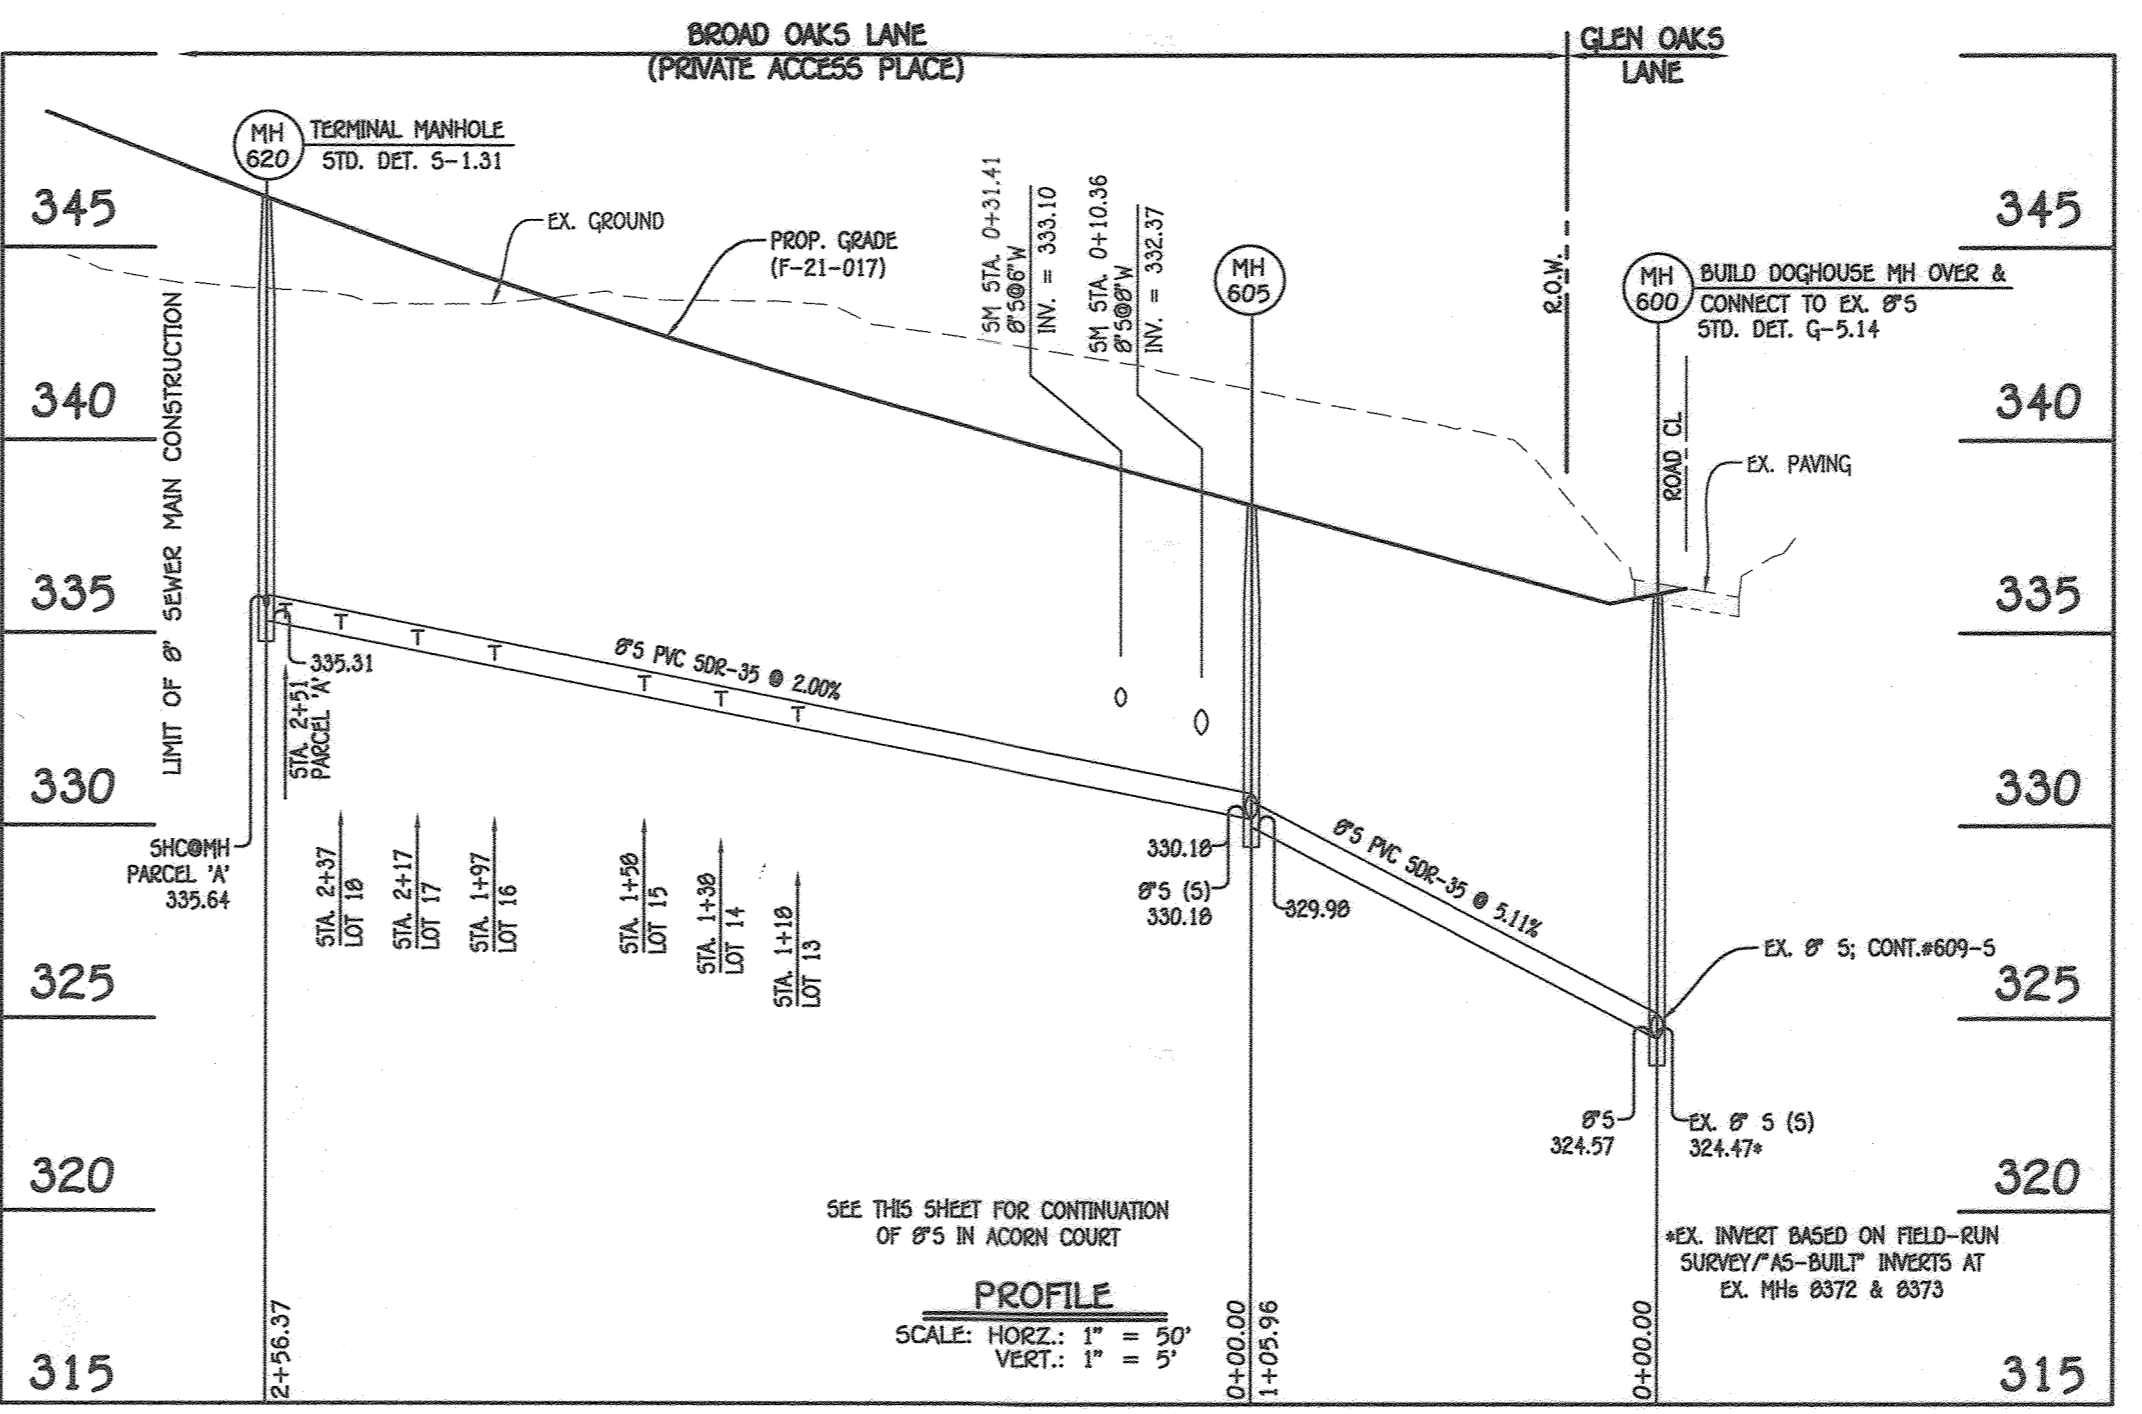 BROAD OAKS LANE
(PRIVATE ACCESS PLACE)
GLEN OAKS
LANE
MH
620
TERMINAL MANHOLE
STD. DET. S-1.31
345
340
335
330
325
320
315
LIMIT OF 8" SEWER MAIN CONSTRUCTION
EX. GROUND
PROP. GRADE
(F-21-017)
SM STA. 0+31.41
8"S@6"W
INV. = 333.10
SM STA. 0+10.36
8"S@8"W
INV. = 332.37
MH
605
R.O.W.
MH
600
BUILD DOGHOUSE MH OVER &
CONNECT TO EX. 8"S
STD. DET. G-5.14
ROAD CL
EX. PAVING
345
340
335
330
325
320
315
T
T
T
T
T
T
T
8"S PVC SDR-35 @ 2.00%
335.31
STA. 2+51
PARCEL 'A'
SHC@MH
PARCEL 'A'
335.64
STA. 2+37
LOT 18
STA. 2+17
LOT 17
STA. 1+97
LOT 16
STA. 1+58
LOT 15
STA. 1+38
LOT 14
STA. 1+18
LOT 13
330.18
8"S (S)
330.18
329.98
8"S PVC SDR-35 @ 5.11%
EX. 8" S; CONT.#609-S
8"S
324.57
EX. 8" S (S)
324.47*
SEE THIS SHEET FOR CONTINUATION
OF 8"S IN ACORN COURT
*EX. INVERT BASED ON FIELD-RUN
SURVEY/"AS-BUILT" INVERTS AT
EX. MHs 8372 & 8373
PROFILE
SCALE: HORZ.: 1" = 50'
VERT.: 1" = 5'
2+56.37
0+00.00
1+05.96
0+00.00